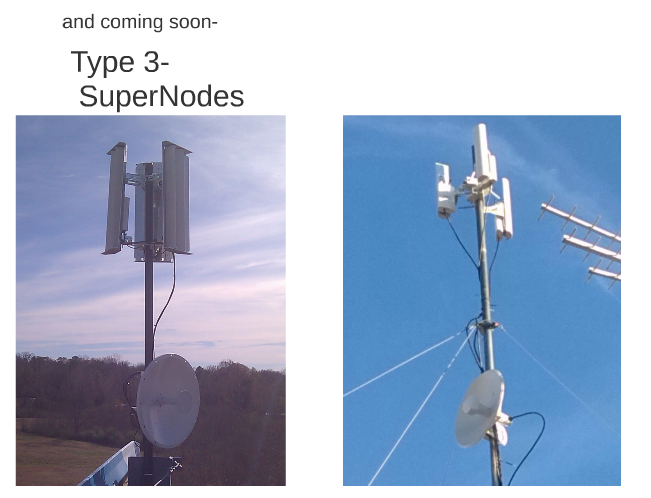 and coming soon-
Type 3-
SuperNodes